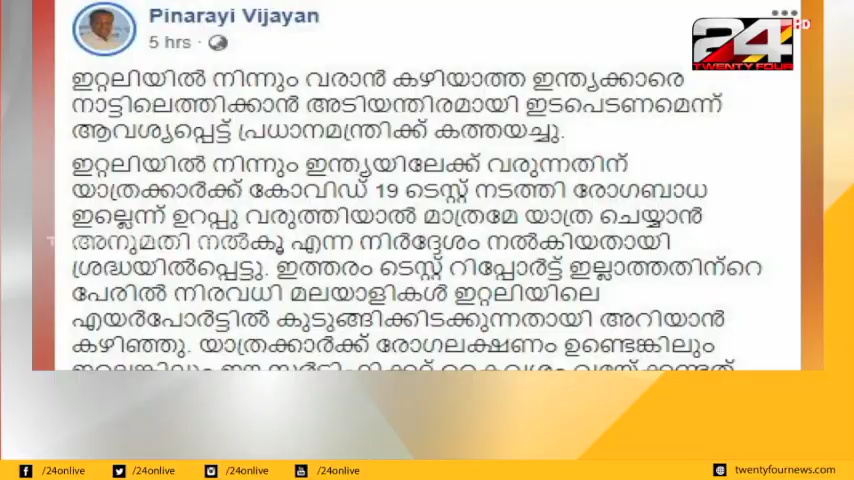 Pinarayi Vijayan
5 hrs ·
24 HD
TWENTY FOUR
ഇറ്റലിയിൽ നിന്നും വരാൻ കഴിയാത്ത ഇന്ത്യക്കാരെ
നാട്ടിലെത്തിക്കാൻ അടിയന്തിരമായി ഇടപെടണമെന്ന്
ആവശ്യപ്പെട്ട് പ്രധാനമന്ത്രിക്ക് കത്തയച്ചു.
ഇറ്റലിയിൽ നിന്നും ഇന്ത്യയിലേക്ക് വരുന്നതിന്
യാത്രക്കാർക്ക് കോവിഡ് 19 ടെസ്റ്റ് നടത്തി രോഗബാധ
ഇല്ലെന്ന് ഉറപ്പു വരുത്തിയാൽ മാത്രമേ യാത്ര ചെയ്യാൻ
അനുമതി നൽകൂ എന്ന നിർദ്ദേശം നൽകിയതായി
ശ്രദ്ധയിൽപ്പെട്ടു. ഇത്തരം ടെസ്റ്റ് റിപ്പോർട്ട് ഇല്ലാത്തതിന്റെ
പേരിൽ നിരവധി മലയാളികൾ ഇറ്റലിയിലെ
എയർപോർട്ടിൽ കുടുങ്ങിക്കിടക്കുന്നതായി അറിയാൻ
കഴിഞ്ഞു. യാത്രക്കാർക്ക് രോഗലക്ഷണം ഉണ്ടെങ്കിലും
/24onlive /24onlive /24onlive /24onlive twentyfournews.com